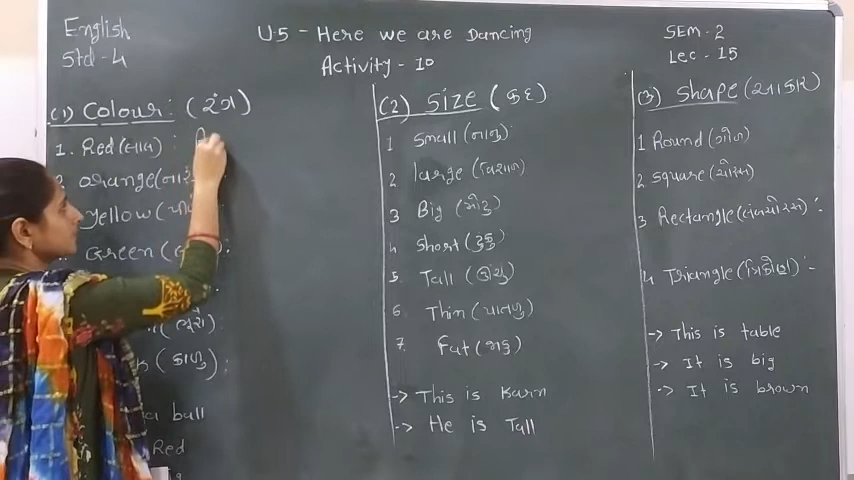 English
Std - 4
U.5 - Here we are Dancing
Activity - 10
SEM. 2
Lec - 15
(1) Colour : (રંગ)
1. Red (લાલ) :
orange
yellow
Green
કાળુ) :
a ball
Red
(2) Size (કદ)
1 Small (નાનુ)
2 large (વિશાળ)
3 Big (મોટુ)
4 Short (ટૂંકુ)
5 Tall (ઊંચુ)
6 Thin (પાતળુ)
7 Fat (જાડુ)
-> This is Karin
-> He is Tall
(3) Shape (આકાર)
1 Round (ગોળ)
2 Square (ચોરસ)
3 Rectangle (લંબચોરસ) :-
4 Triangle (ત્રિકોણ) :-
-> This is table
-> It is big
-> It is brown